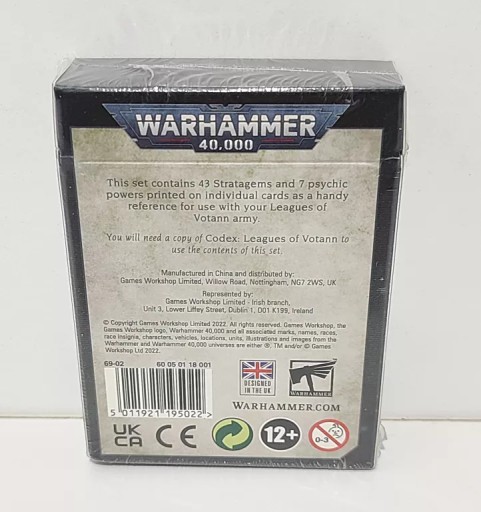 WARHAMMER
40,000
This set contains 43 Stratagems and 7 psychic
powers printed on individual cards as a handy
reference for use with your Leagues of
Votann army.
You will need a copy of Codex: Leagues of Votann to
use the contents of this set.
Manufactured in China and distributed by:
Games Workshop Limited, Willow Road, Nottingham, NG7 2WS, UK
Represented by:
Games Workshop Limited - Irish branch,
Unit 3, Lower Liffey Street, Dublin 1, D01 K199, Ireland
© Copyright Games Workshop Limited 2022. All rights reserved. Games Workshop, the
Games Workshop logo, Warhammer 40,000 and all associated marks, names, races,
race insignia, characters, vehicles, locations, units, illustrations and images from the
Warhammer and Warhammer 40,000 universes are either ®, TM and/or © Games
Workshop Ltd 2022.
69-02 60 05 01 18 001
5 011921 195022 >
DESIGNED
IN THE UK
WARHAMMER
WARHAMMER.COM
UK
CA CE 12+ 0-3